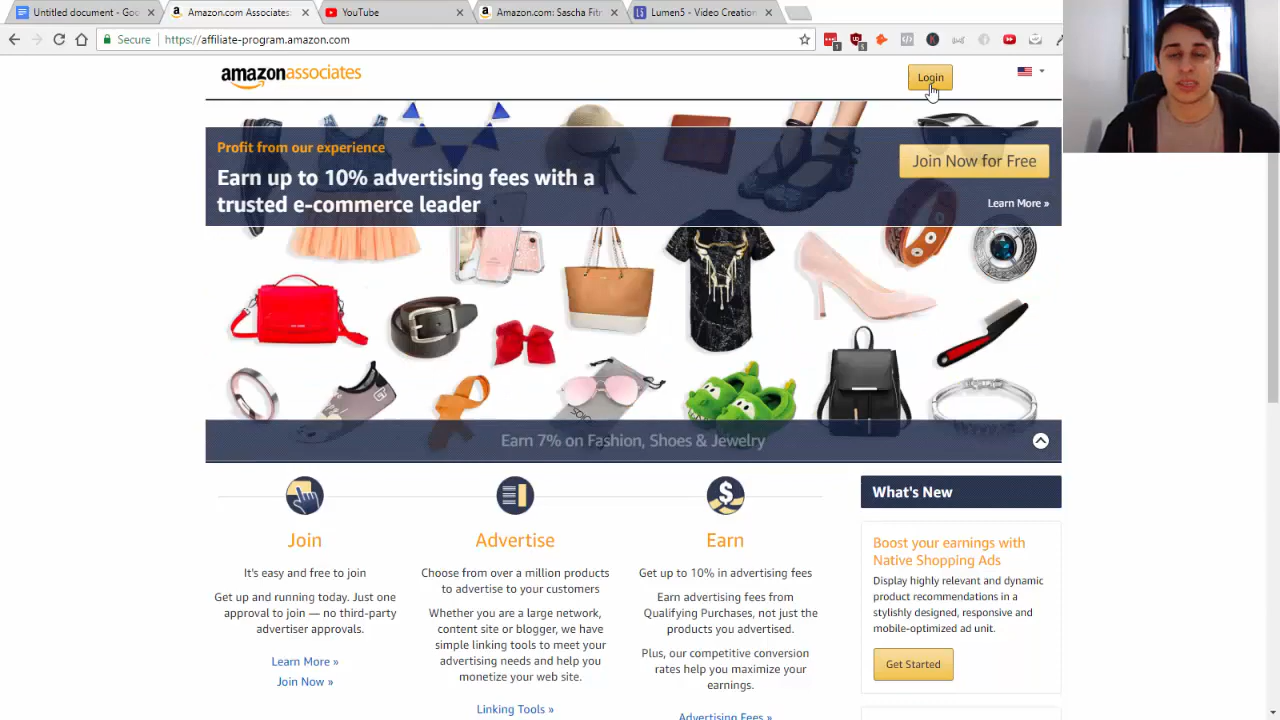 Untitled document - Goo
Amazon.com Associates:
YouTube
Amazon.com: Sascha Fitn
Lumen5 - Video Creation
Secure
https://affiliate-program.amazon.com
amazonassociates
Login
Profit from our experience
Earn up to 10% advertising fees with a
trusted e-commerce leader
Join Now for Free
Learn More »
Earn 7% on Fashion, Shoes & Jewelry
Join
It's easy and free to join
Get up and running today. Just one
approval to join — no third-party
advertiser approvals.
Learn More »
Join Now »
Advertise
Choose from over a million products
to advertise to your customers
Whether you are a large network,
content site or blogger, we have
simple linking tools to meet your
advertising needs and help you
monetize your web site.
Linking Tools »
Earn
Get up to 10% in advertising fees
Earn advertising fees from
Qualifying Purchases, not just the
products you advertised.
Plus, our competitive conversion
rates help you maximize your
earnings.
Advertising Fees »
What's New
Boost your earnings with
Native Shopping Ads
Display highly relevant and dynamic
product recommendations in a
stylishly designed, responsive and
mobile-optimized ad unit.
Get Started